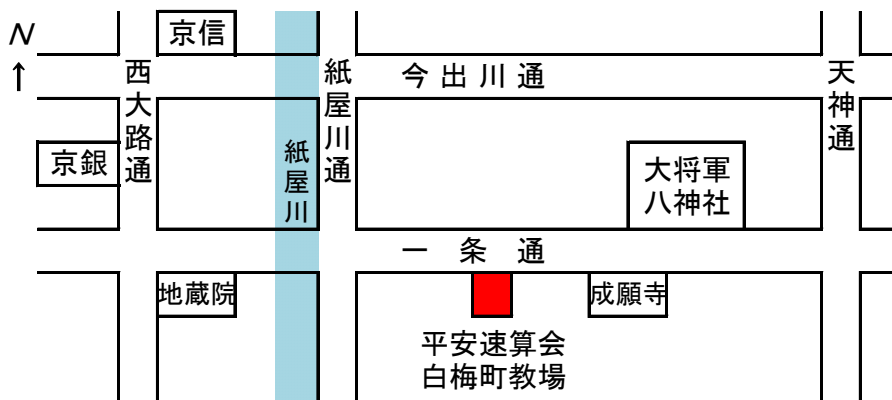 N
京信
西大路通
紙屋川通
今出川通
天神通
京銀
紙屋川
大将軍
八神社
一条通
地蔵院
成願寺
平安速算会
白梅町教場